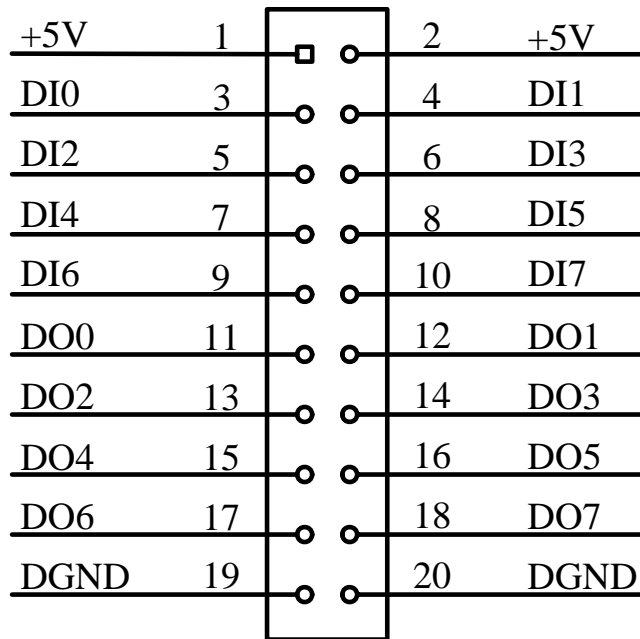 +5V 1 2 +5V
DI0 3 4 DI1
DI2 5 6 DI3
DI4 7 8 DI5
DI6 9 10 DI7
DO0 11 12 DO1
DO2 13 14 DO3
DO4 15 16 DO5
DO6 17 18 DO7
DGND 19 20 DGND